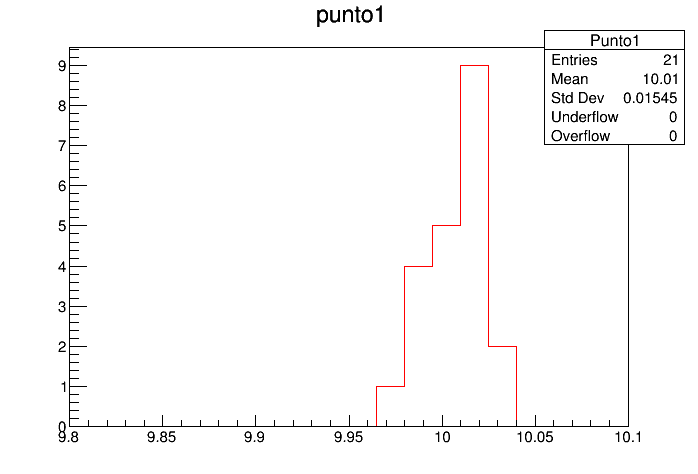 punto1
Punto1
Entries 21
Mean 10.01
Std Dev 0.01545
Underflow 0
Overflow 0
9
8
7
6
5
4
3
2
1
0
9.8 9.85 9.9 9.95 10 10.05 10.1